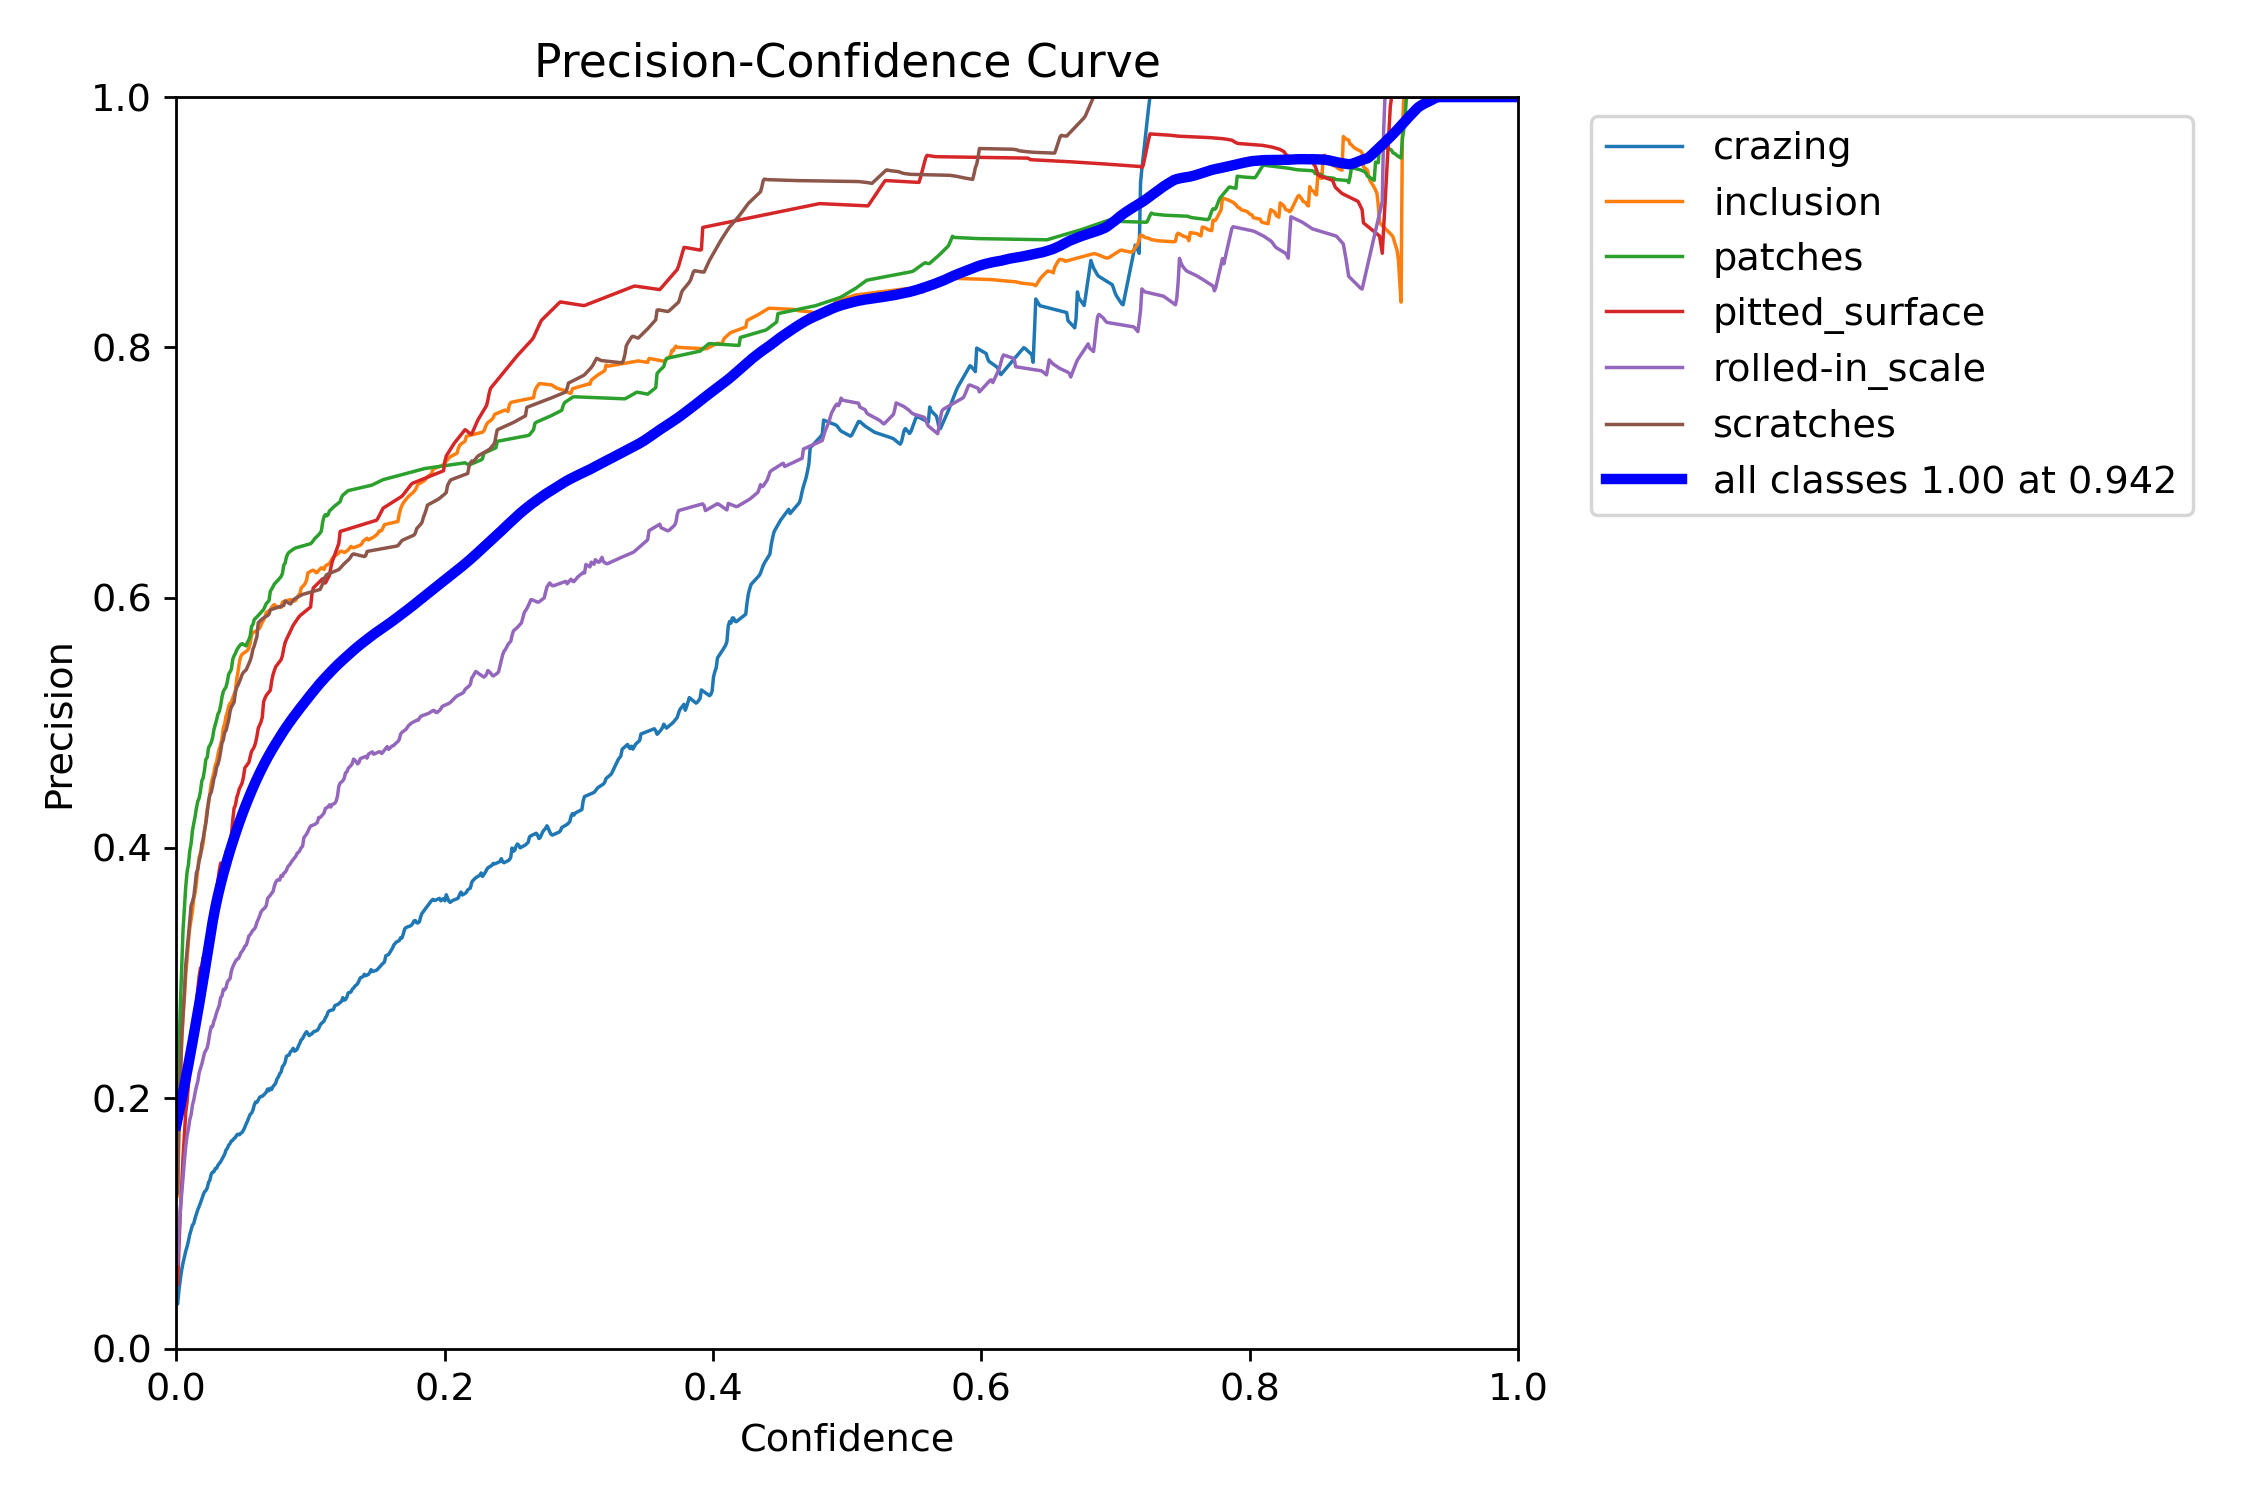 Precision-Confidence Curve
1.0
0.8
0.6
0.4
0.2
0.0
Precision
0.0 0.2 0.4 0.6 0.8 1.0
Confidence
crazing
inclusion
patches
pitted_surface
rolled-in_scale
scratches
all classes 1.00 at 0.942